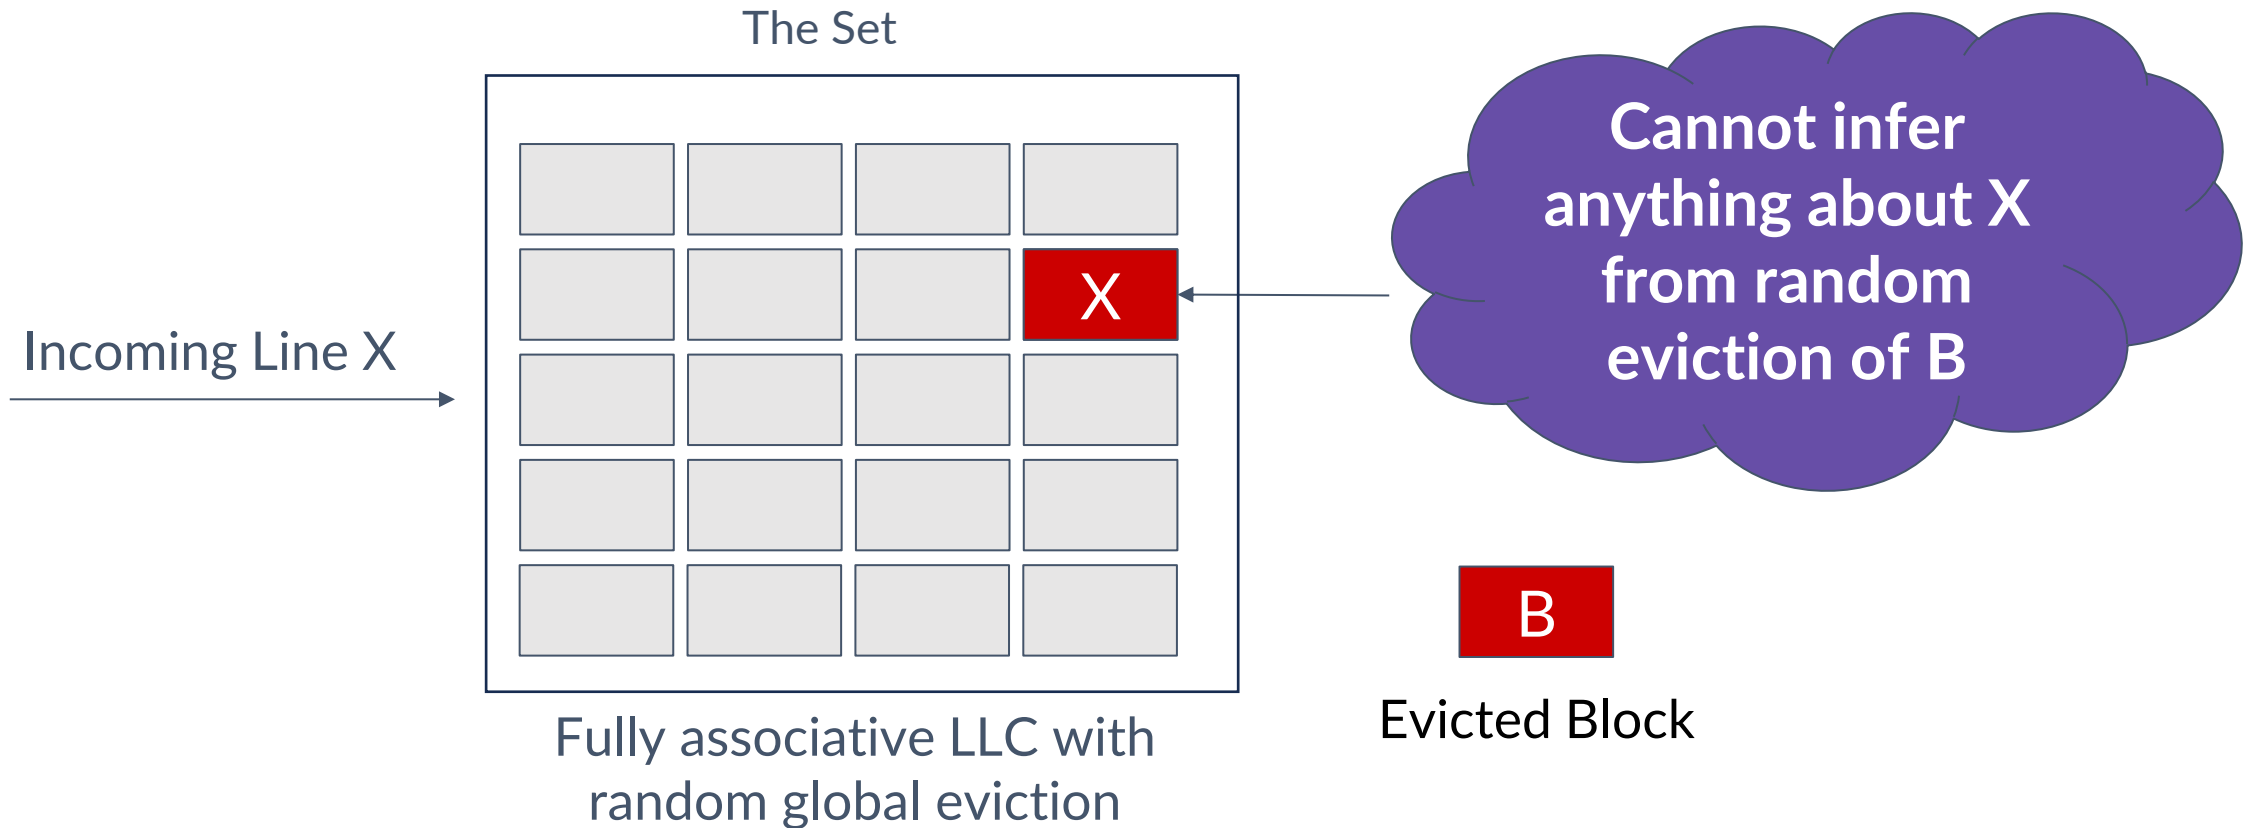 The Set
Cannot infer
anything about X
from random
eviction of B
X
Incoming Line X
B
Evicted Block
Fully associative LLC with
random global eviction